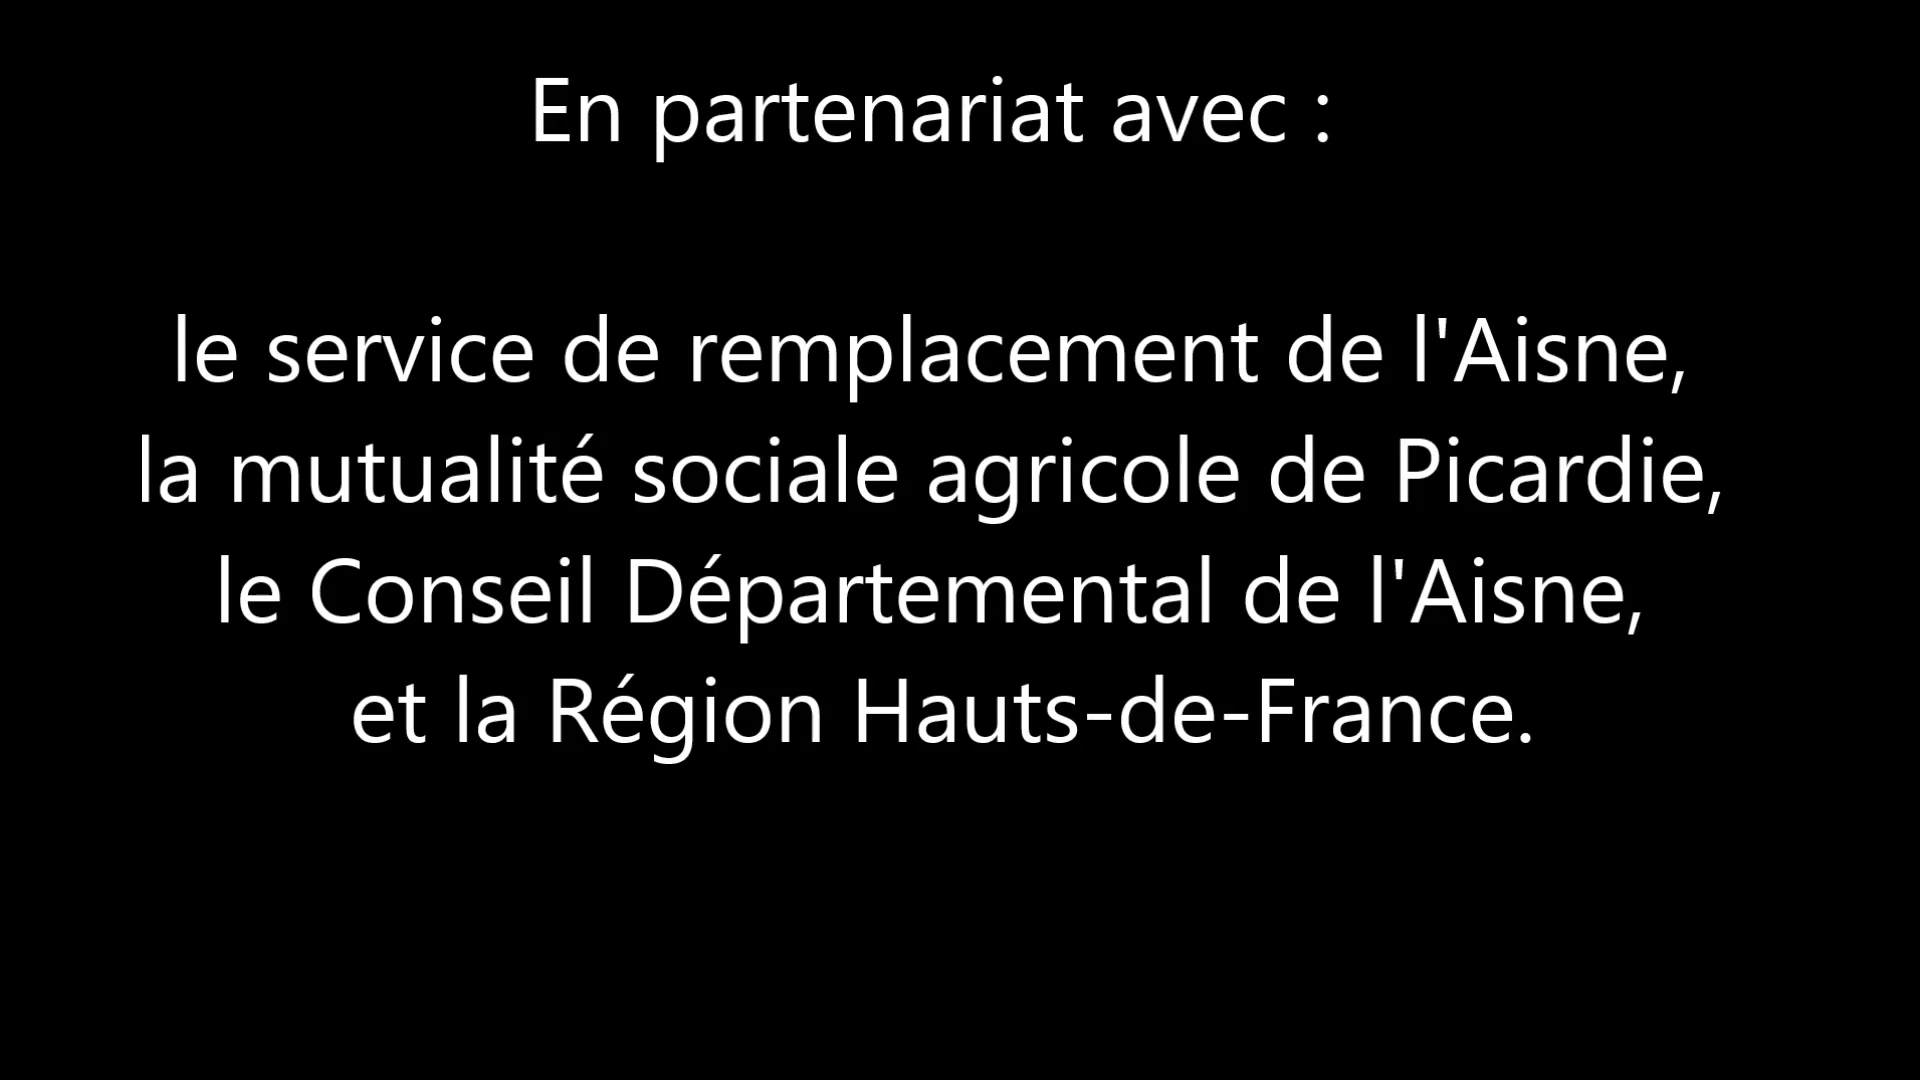 En partenariat avec :
le service de remplacement de l'Aisne,
la mutualité sociale agricole de Picardie,
le Conseil Départemental de l'Aisne,
et la Région Hauts-de-France.